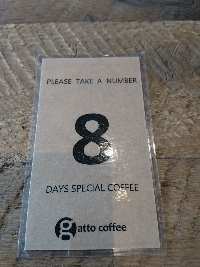 PLEASE TAKE A NUMBER
8
DAYS SPECIAL COFFEE
gatto coffee